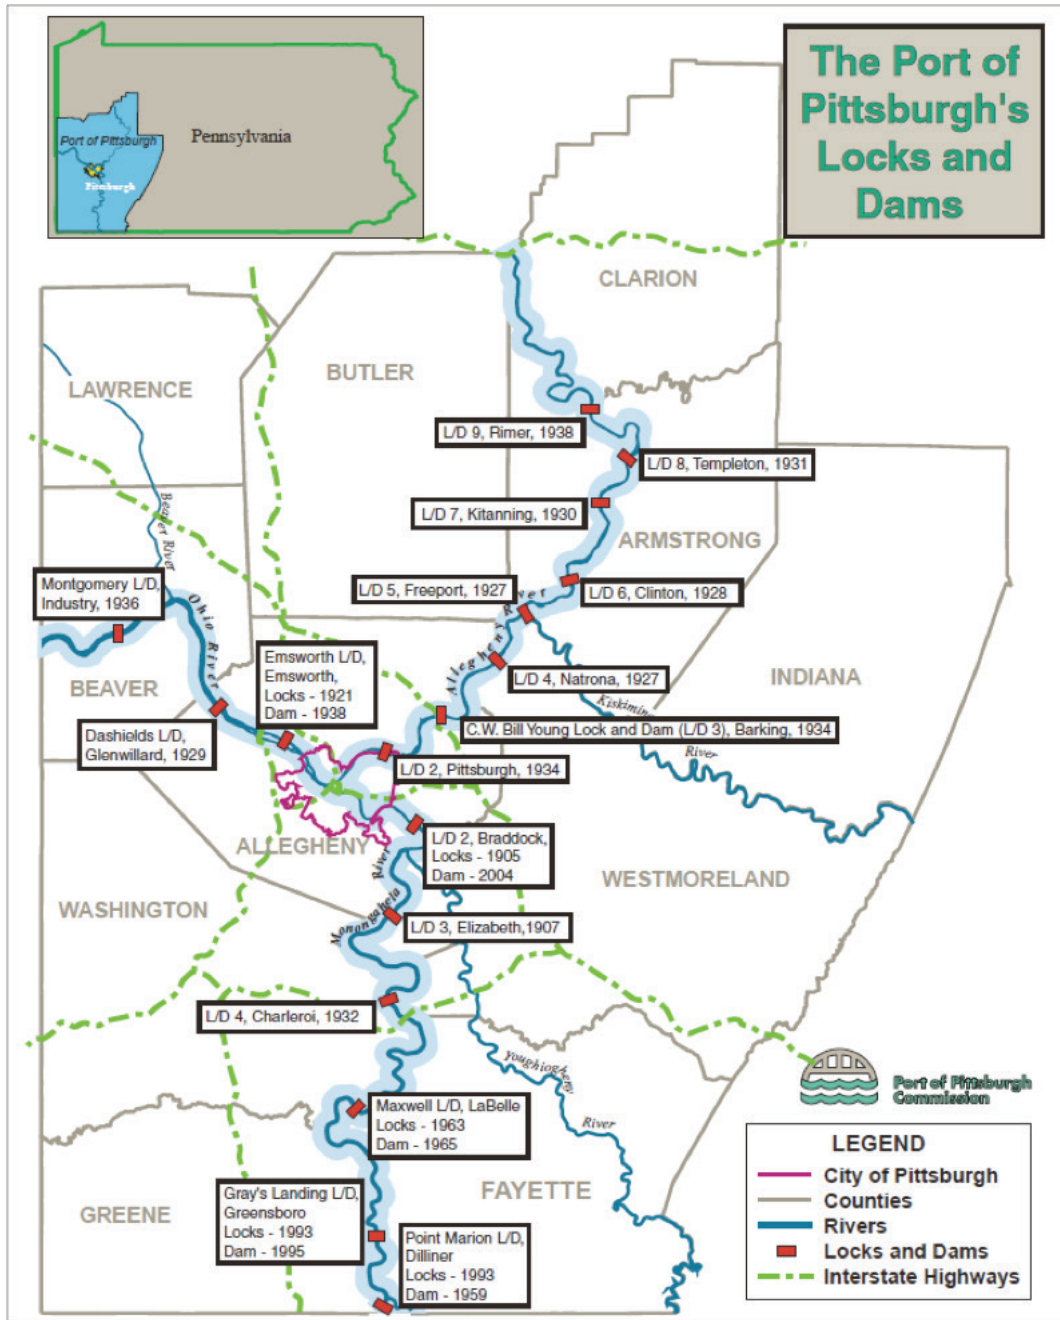 The Port of
Pittsburgh's
Locks and
Dams
Pennsylvania
Port of Pittsburgh
Pittsburgh
CLARION
BUTLER
LAWRENCE
L/D 9, Rimer, 1938
L/D 8, Templeton, 1931
L/D 7, Kitanning, 1930
ARMSTRONG
Beaver River
L/D 5, Freeport, 1927
L/D 6, Clinton, 1928
Montgomery L/D,
Industry, 1936
Ohio River
Allegheny River
Emsworth L/D,
Emsworth,
Locks - 1921
Dam - 1938
L/D 4, Natrona, 1927
INDIANA
BEAVER
Kiskimin
River
C.W. Bill Young Lock and Dam (L/D 3), Barking, 1934
Dashields L/D,
Glenwillard, 1929
L/D 2, Pittsburgh, 1934
ALLEGHENY
L/D 2, Braddock,
Locks - 1905
Dam - 2004
WESTMORELAND
WASHINGTON
Monongahela River
L/D 3, Elizabeth,1907
L/D 4, Charleroi, 1932
youghiogheny
River
Port of Pittsburgh
Commission
Maxwell L/D, LaBelle
Locks - 1963
Dam - 1965
FAYETTE
GREENE
Gray's Landing L/D,
Greensboro
Locks - 1993
Dam - 1995
Point Marion L/D,
Dilliner
Locks - 1993
Dam - 1959
LEGEND
City of Pittsburgh
Counties
Rivers
Locks and Dams
Interstate Highways